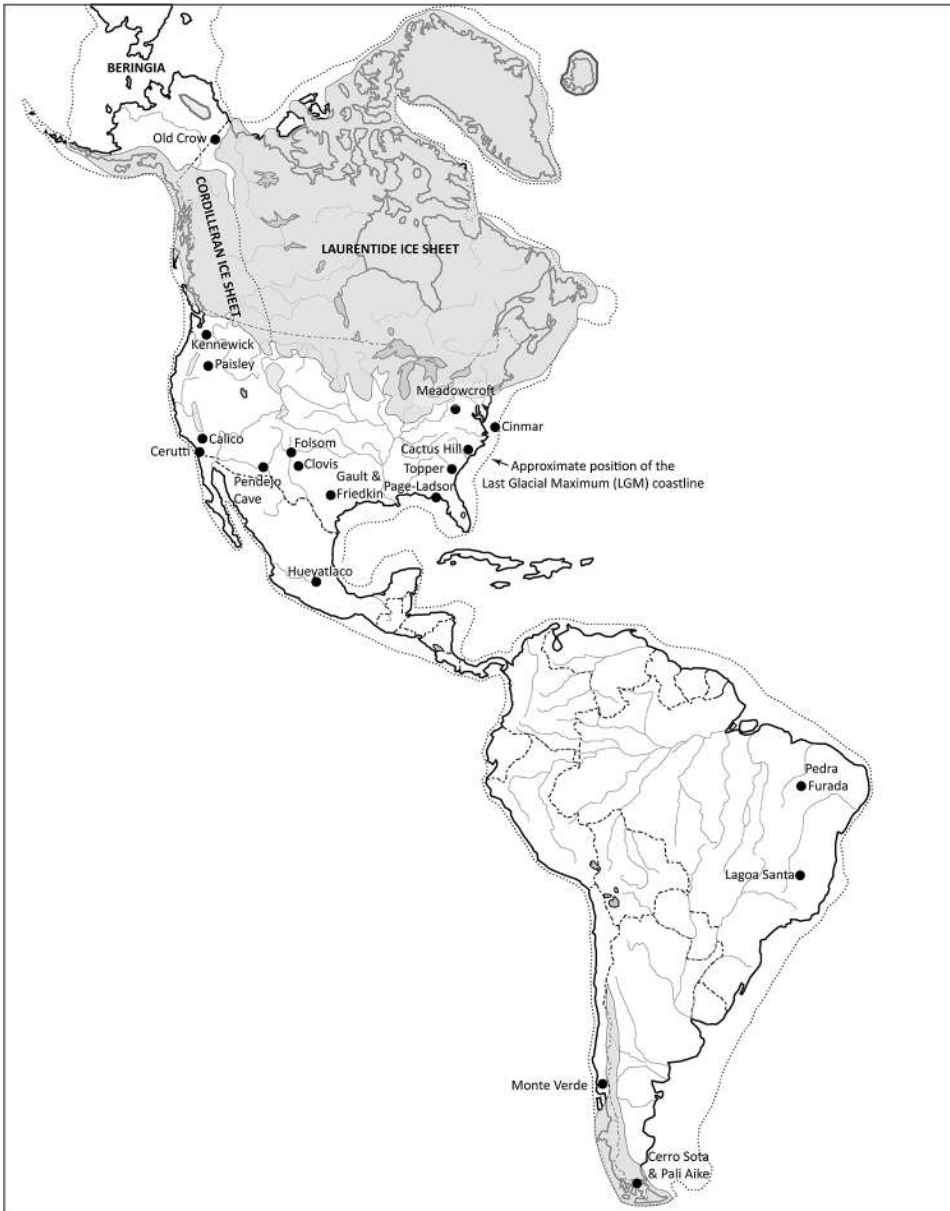 BERINGIA
Old Crow
CORDILLERAN ICE SHEET
LAURENTIDE ICE SHEET
Kennewick
Paisley
Meadowcroft
Cinmar
Calico
Cerutti
Folsom
Clovis
Cactus Hill
Topper
Approximate position of the
Last Glacial Maximum (LGM) coastline
Pendejo
Cave
Gault &
Friedkin
Page-Ladson
Hueyatlaco
Pedra
Furada
Lagoa Santa
Monte Verde
Cerro Sota
& Pali Aike